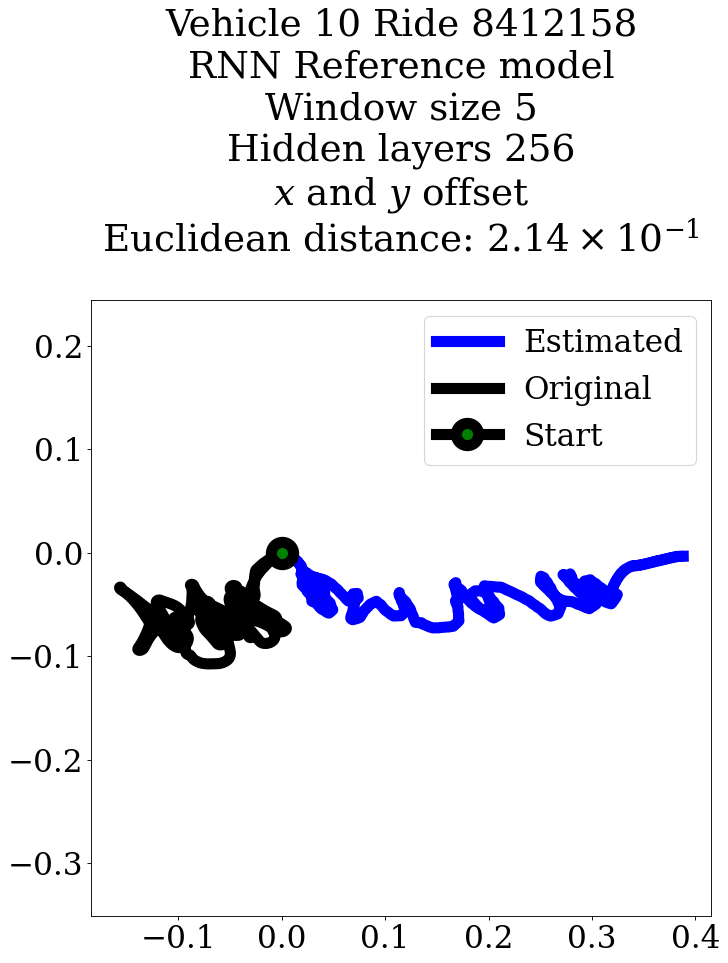 Vehicle 10 Ride 8412158
RNN Reference model
Window size 5
Hidden layers 256
x and y offset
Euclidean distance: 2.14 × 10⁻¹
Estimated
Original
Start
0.2
0.1
0.0
−0.1
−0.2
−0.3
−0.1 0.0 0.1 0.2 0.3 0.4